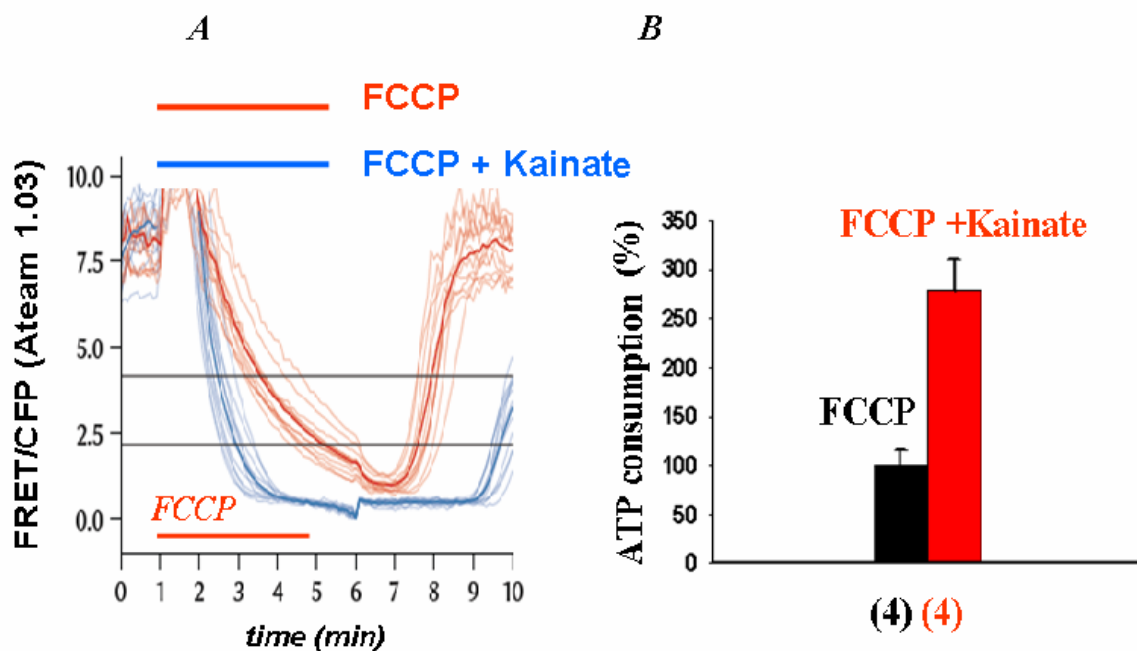 A
B
FCCP
FCCP + Kainate
FRET/CFP (Ateam 1.03)
10.0
7.5
5.0
2.5
0.0
FCCP
0 1 2 3 4 5 6 7 8 9 10
time (min)
ATP consumption (%)
350
300
250
200
150
100
50
0
FCCP +Kainate
FCCP
(4) (4)